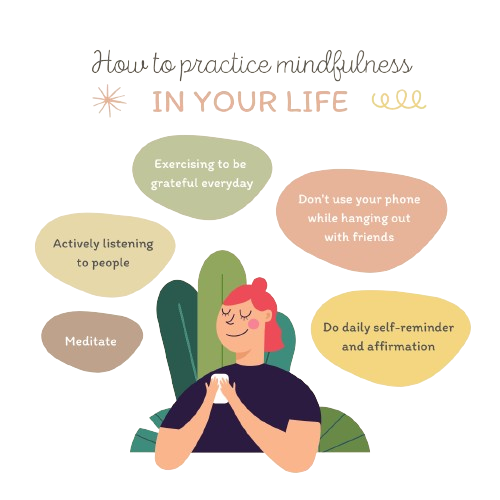 How to practice mindfulness
IN YOUR LIFE
Exercising to be
grateful everyday
Don't use your phone
while hanging out
with friends
Actively listening
to people
Do daily self-reminder
and affirmation
Meditate